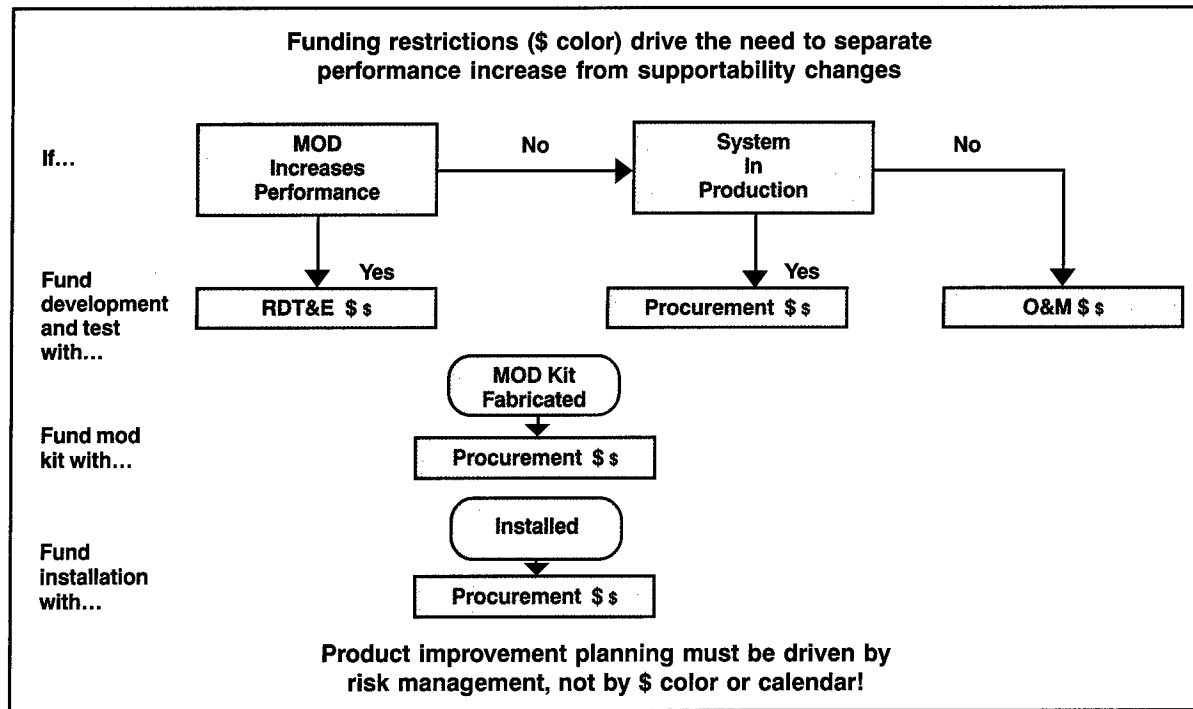 Funding restrictions ($ color) drive the need to separate
performance increase from supportability changes
If...
MOD
Increases
Performance
No
System
In
Production
No
Fund
development
and test
with...
Yes
RDT&E $ $
Yes
Procurement $ $
O&M $ $
MOD Kit
Fabricated
Fund mod
kit with...
Procurement $ $
Installed
Fund
installation
with...
Procurement $ $
Product improvement planning must be driven by
risk management, not by $ color or calendar!